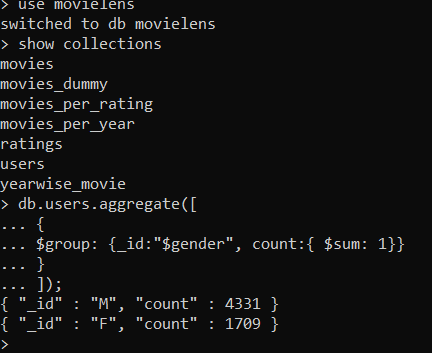 > use movielens
switched to db movielens
> show collections
movies
movies_dummy
movies_per_rating
movies_per_year
ratings
users
yearwise_movie
> db.users.aggregate([
... {
... $group: {_id:"$gender", count:{ $sum: 1}}
... }
... ]);
{ "_id" : "M", "count" : 4331 }
{ "_id" : "F", "count" : 1709 }
>